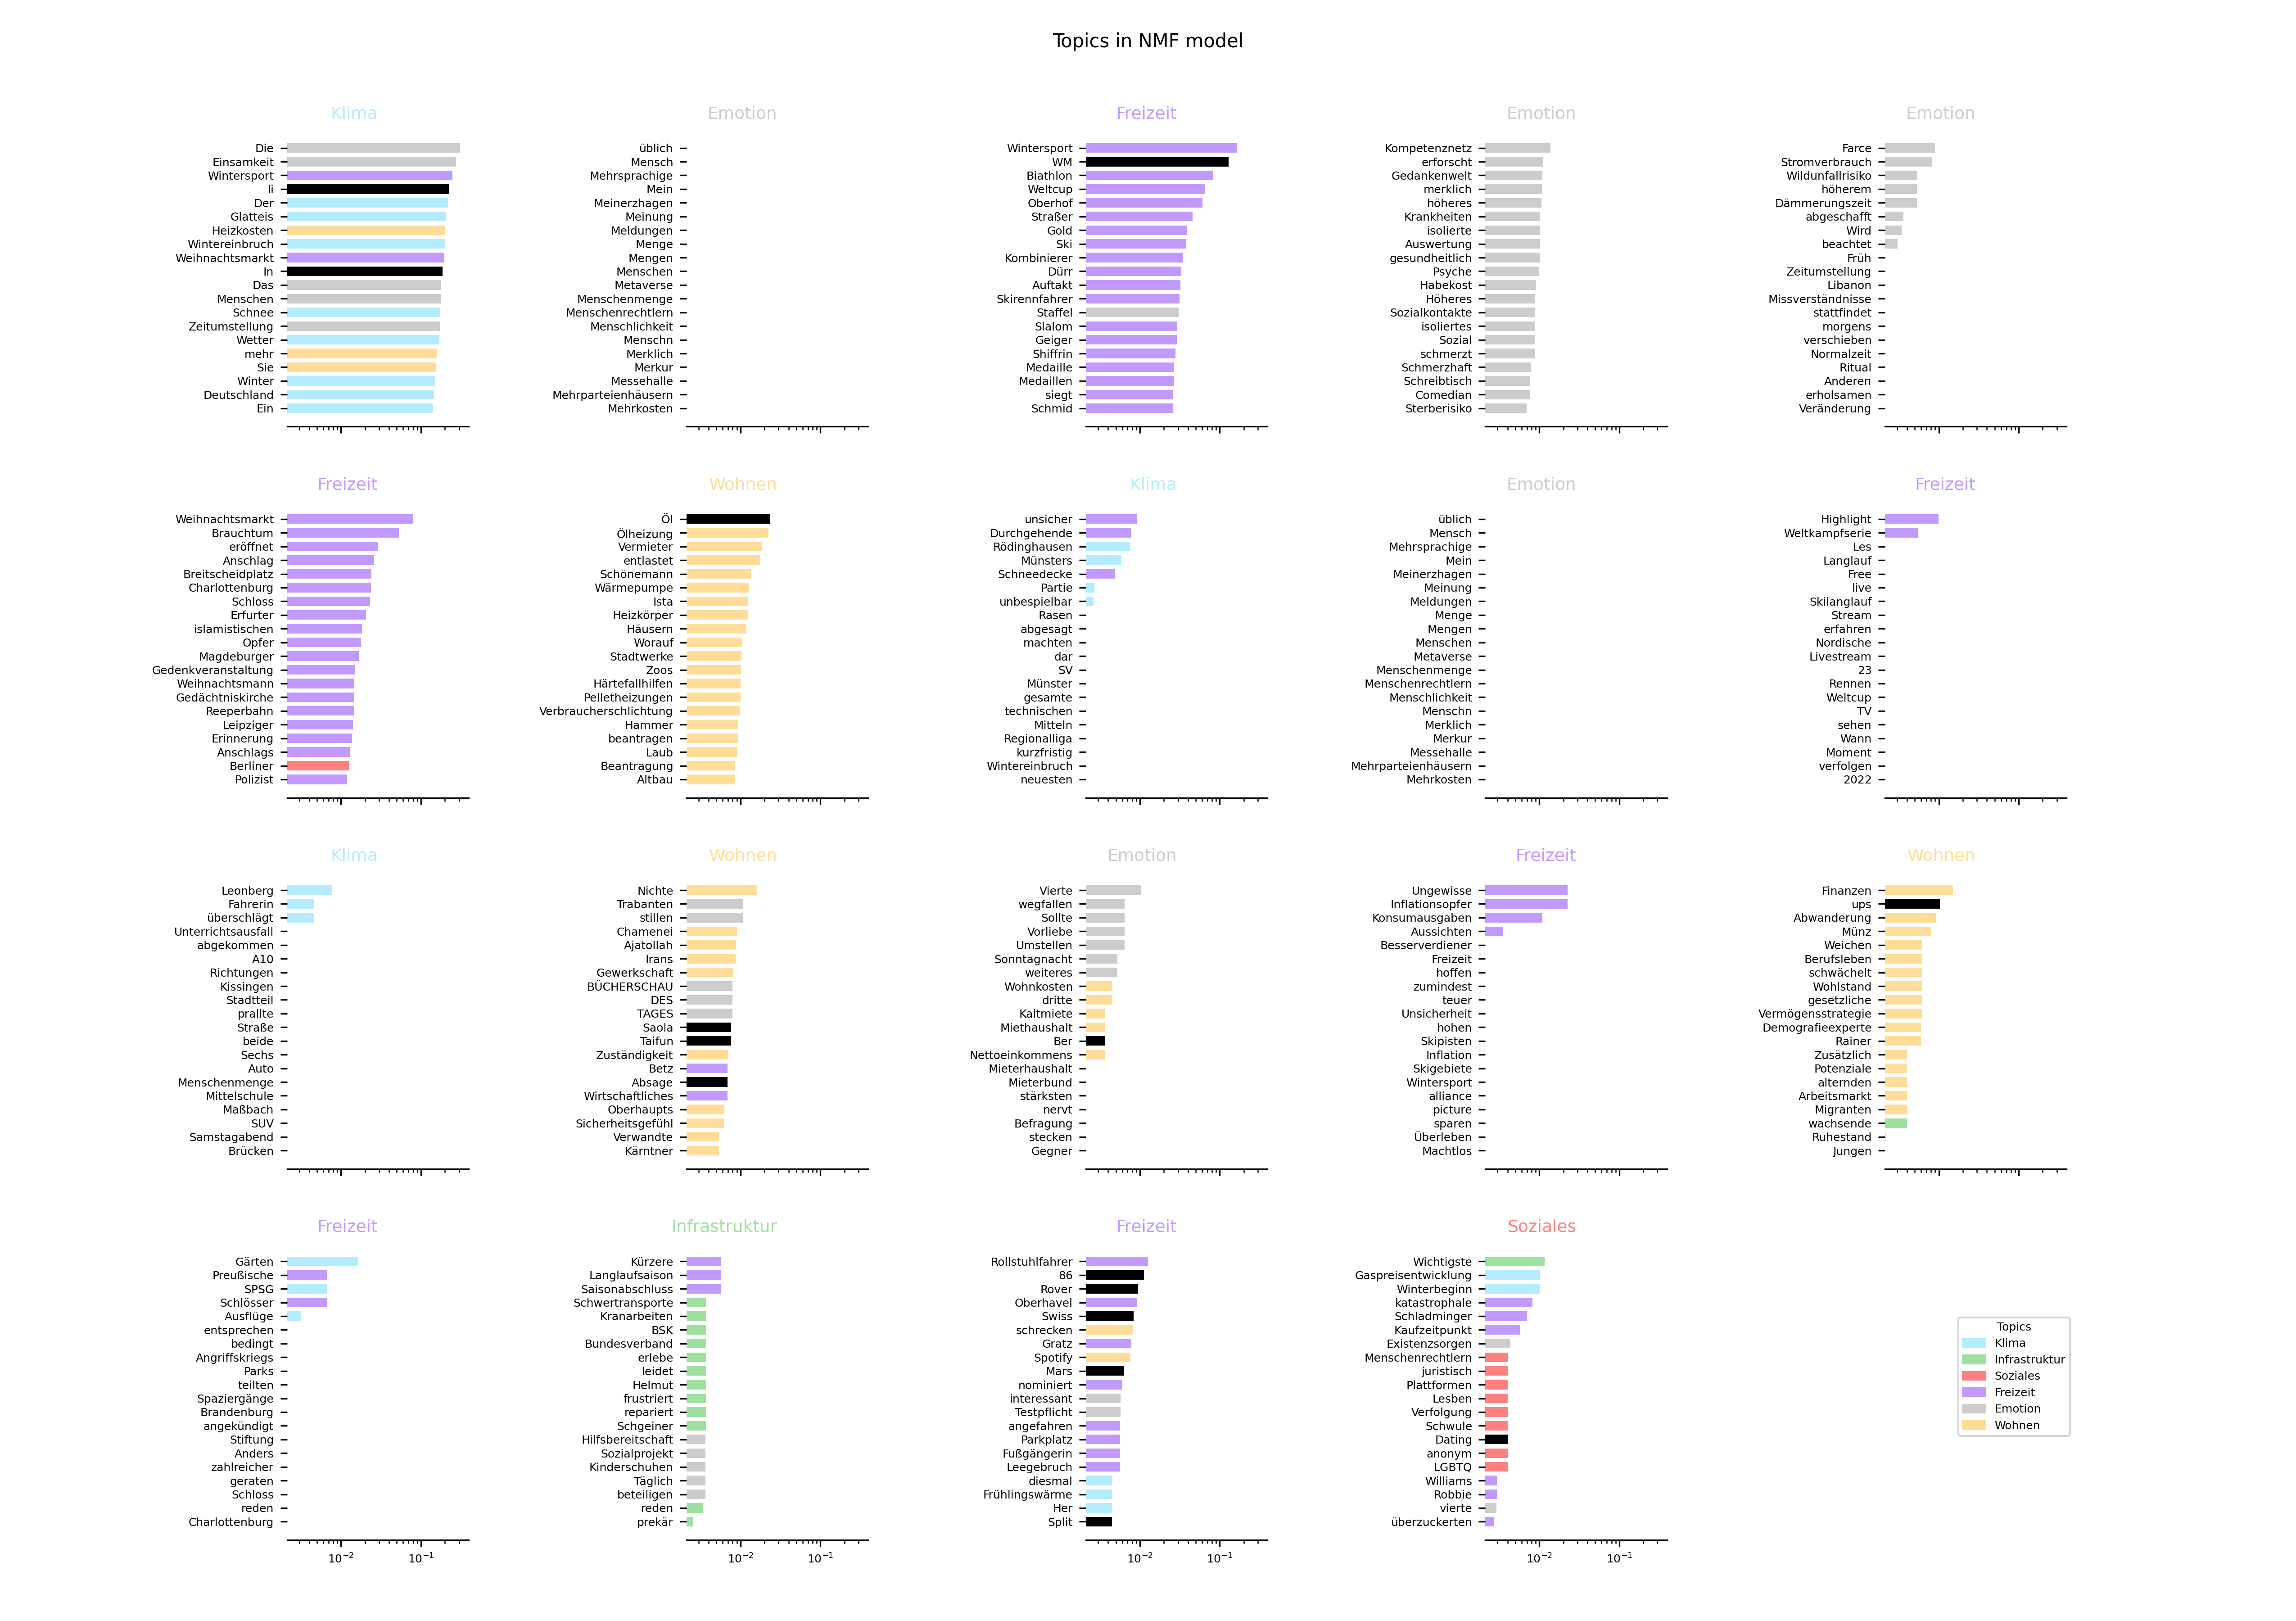 Topics in NMF model
Klima
Die
Einsamkeit
Wintersport
li
Der
Glatteis
Heizkosten
Wintereinbruch
Weihnachtsmarkt
In
Das
Menschen
Schnee
Zeitumstellung
Wetter
mehr
Sie
Winter
Deutschland
Ein
Emotion
üblich
Mensch
Mehrsprachige
Mein
Meinerzhagen
Meinung
Meldungen
Menge
Mengen
Menschen
Metaverse
Menschenmenge
Menschenrechtlern
Menschlichkeit
Menschn
Merklich
Merkur
Messehalle
Mehrparteienhäusern
Mehrkosten
Freizeit
Wintersport
WM
Biathlon
Weltcup
Oberhof
Straßer
Gold
Ski
Kombinierer
Dürr
Auftakt
Skirennfahrer
Staffel
Slalom
Geiger
Shiffrin
Medaille
Medaillen
siegt
Schmid
Emotion
Kompetenznetz
erforscht
Gedankenwelt
merklich
höheres
Krankheiten
isolierte
Auswertung
gesundheitlich
Psyche
Habekost
Höheres
Sozialkontakte
isoliertes
Sozial
schmerzt
Schmerzhaft
Schreibtisch
Comedian
Sterberisiko
Emotion
Farce
Stromverbrauch
Wildunfallrisiko
höherem
Dämmerungszeit
abgeschafft
Wird
beachtet
Früh
Zeitumstellung
Libanon
Missverständnisse
stattfindet
morgens
verschieben
Normalzeit
Ritual
Anderen
erholsamen
Veränderung
Freizeit
Weihnachtsmarkt
Brauchtum
eröffnet
Anschlag
Breitscheidplatz
Charlottenburg
Schloss
Erfurter
islamistischen
Opfer
Magdeburger
Gedenkveranstaltung
Weihnachtsmann
Gedächtniskirche
Reeperbahn
Leipziger
Erinnerung
Anschlags
Berliner
Polizist
Wohnen
Öl
Ölheizung
Vermieter
entlastet
Schönemann
Wärmepumpe
Ista
Heizkörper
Häusern
Worauf
Stadtwerke
Zoos
Härtefallhilfen
Pelletheizungen
Verbraucherschlichtung
Hammer
beantragen
Laub
Beantragung
Altbau
Klima
unsicher
Durchgehende
Rödinghausen
Münsters
Schneedecke
Partie
unbespielbar
Rasen
abgesagt
machten
dar
SV
Münster
gesamte
technischen
Mitteln
Regionalliga
kurzfristig
Wintereinbruch
neuesten
Emotion
üblich
Mensch
Mehrsprachige
Mein
Meinerzhagen
Meinung
Meldungen
Menge
Mengen
Menschen
Metaverse
Menschenmenge
Menschenrechtlern
Menschlichkeit
Menschn
Merklich
Merkur
Messehalle
Mehrparteienhäusern
Mehrkosten
Freizeit
Highlight
Weltkampfserie
Les
Langlauf
Free
live
Skilanglauf
Stream
erfahren
Nordische
Livestream
23
Rennen
Weltcup
TV
sehen
Wann
Moment
verfolgen
2022
Klima
Leonberg
Fahrerin
überschlägt
Unterrichtsausfall
abgekommen
A10
Richtungen
Kissingen
Stadtteil
prallte
Straße
beide
Sechs
Auto
Menschenmenge
Mittelschule
Maßbach
SUV
Samstagabend
Brücken
Wohnen
Nichte
Trabanten
stillen
Chamenei
Ajatollah
Irans
Gewerkschaft
BÜCHERSCHAU
DES
TAGES
Saola
Taifun
Zuständigkeit
Betz
Absage
Wirtschaftliches
Oberhaupts
Sicherheitsgefühl
Verwandte
Kärntner
Emotion
Vierte
wegfallen
Sollte
Vorliebe
Umstellen
Sonntagnacht
weiteres
Wohnkosten
dritte
Kaltmiete
Miethaushalt
Ber
Nettoeinkommens
Mieterhaushalt
Mieterbund
stärksten
nervt
Befragung
stecken
Gegner
Freizeit
Ungewisse
Inflationsopfer
Konsumausgaben
Aussichten
Besserverdiener
Freizeit
hoffen
zumindest
teuer
Unsicherheit
hohen
Skipisten
Inflation
Skigebiete
Wintersport
alliance
picture
sparen
Überleben
Machtlos
Wohnen
Finanzen
ups
Abwanderung
Münz
Weichen
Berufsleben
schwächelt
Wohlstand
gesetzliche
Vermögensstrategie
Demografieexperte
Rainer
Zusätzlich
Potenziale
alternden
Arbeitsmarkt
Migranten
wachsende
Ruhestand
Jungen
Freizeit
Gärten
Preußische
SPSG
Schlösser
Ausflüge
entsprechen
bedingt
Angriffskriegs
Parks
teilten
Spaziergänge
Brandenburg
angekündigt
Stiftung
Anders
zahlreicher
geraten
Schloss
reden
Charlottenburg
10⁻² 10⁻¹
Infrastruktur
Kürzere
Langlaufsaison
Saisonabschluss
Schwertransporte
Kranarbeiten
BSK
Bundesverband
erlebe
leidet
Helmut
frustriert
repariert
Schgeiner
Hilfsbereitschaft
Sozialprojekt
Kinderschuhen
Täglich
beteiligen
reden
prekär
10⁻² 10⁻¹
Freizeit
Rollstuhlfahrer
86
Rover
Oberhavel
Swiss
schrecken
Gratz
Spotify
Mars
nominiert
interessant
Testpflicht
angefahren
Parkplatz
Fußgängerin
Leegebruch
diesmal
Frühlingswärme
Her
Split
10⁻² 10⁻¹
Soziales
Wichtigste
Gaspreisentwicklung
Winterbeginn
katastrophale
Schladminger
Kaufzeitpunkt
Existenzsorgen
Menschenrechtlern
juristisch
Plattformen
Lesben
Verfolgung
Schwule
Dating
anonym
LGBTQ
Williams
Robbie
vierte
überzuckerten
10⁻² 10⁻¹
Topics
Klima
Infrastruktur
Soziales
Freizeit
Emotion
Wohnen